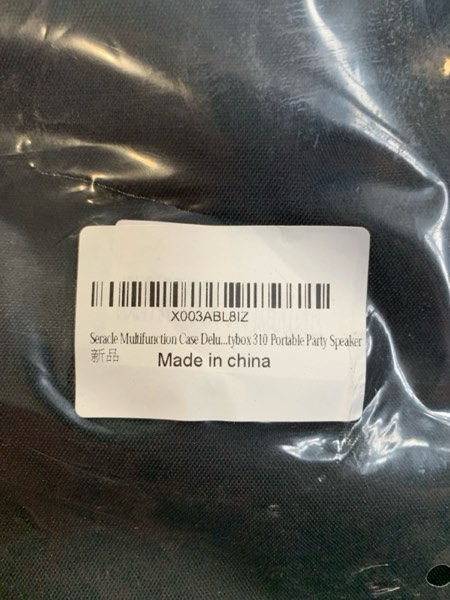 X003ABL8IZ
Seracle Multifunction Case Delu...tybox 310 Portable Party Speaker
新品
Made in china